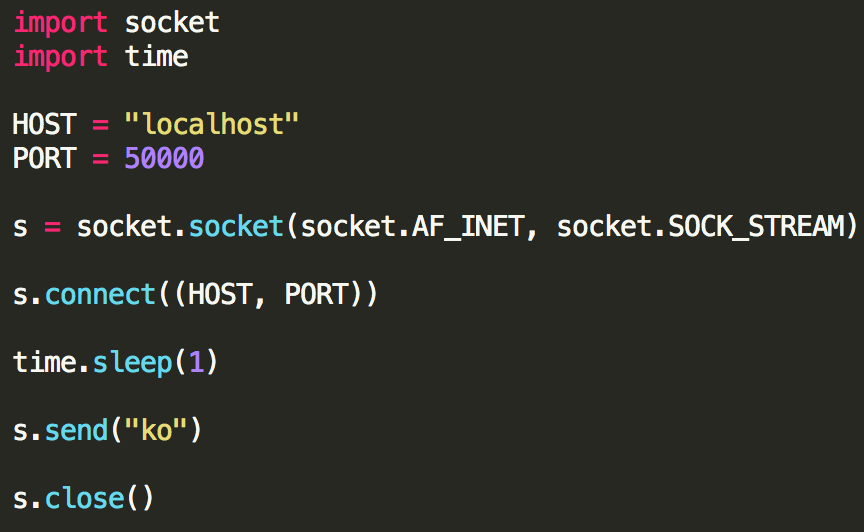 import socket
import time
HOST = "localhost"
PORT = 50000
s = socket.socket(socket.AF_INET, socket.SOCK_STREAM)
s.connect((HOST, PORT))
time.sleep(1)
s.send("ko")
s.close()